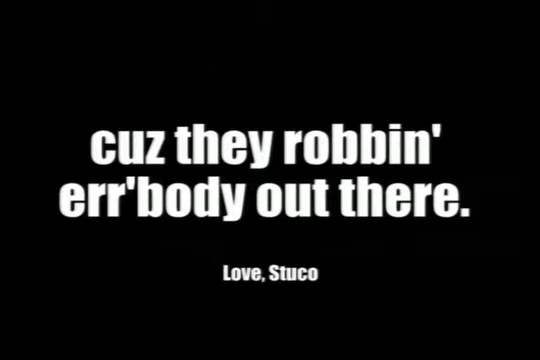 cuz they robbin'
err'body out there.
Love, Stuco